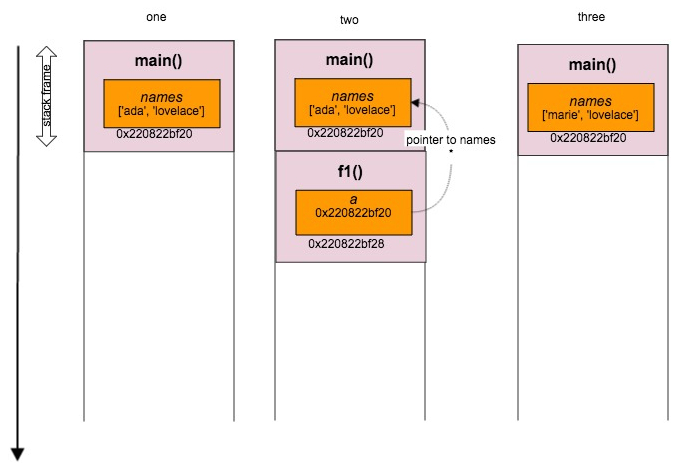 one
two
three
stack frame
main()
names
['ada', 'lovelace']
0x220822bf20
main()
names
['ada', 'lovelace']
0x220822bf20
pointer to names
*
f1()
a
0x220822bf20
0x220822bf28
main()
names
['marie', 'lovelace']
0x220822bf20